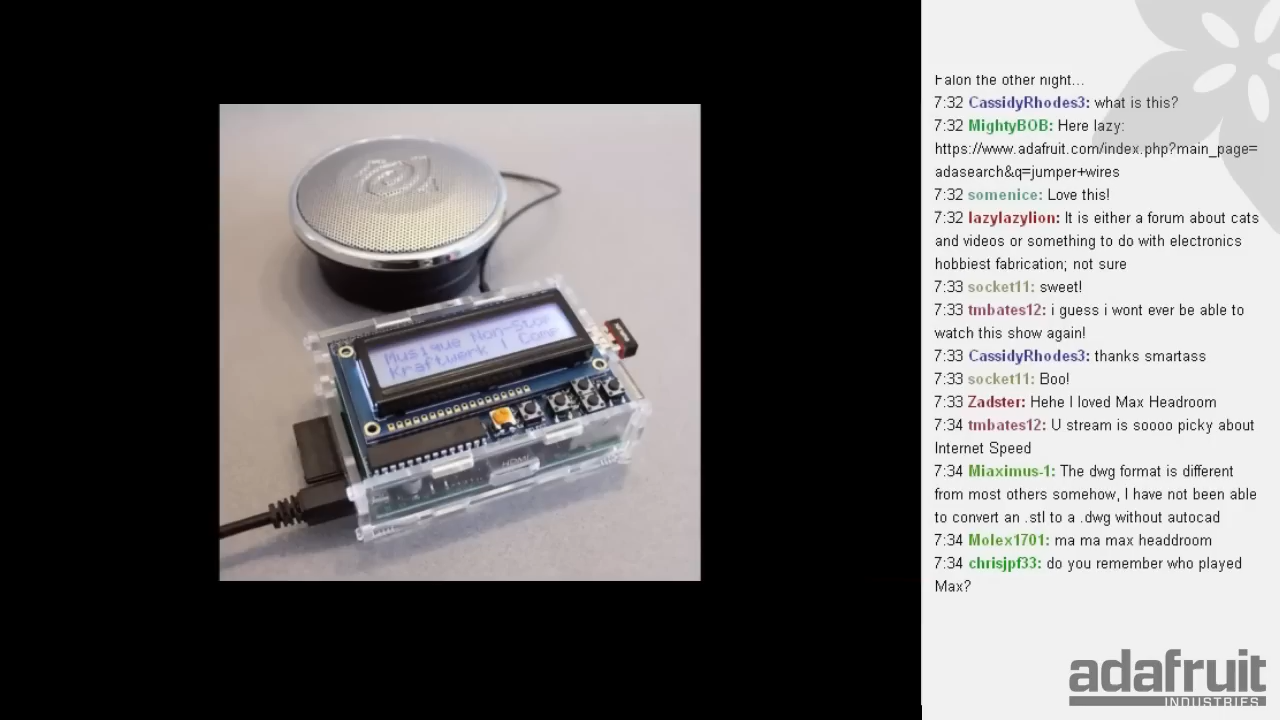 Falon the other night...
7:32 CassidyRhodes3: what is this?
7:32 MightyBOB: Here lazy:
https://www.adafruit.com/index.php?main_page=
adasearch&q=jumper+wires
7:32 somenice: Love this!
7:32 lazylazylion: It is either a forum about cats
and videos or something to do with electronics
hobbiest fabrication; not sure
7:33 socket11: sweet!
7:33 tmbates12: i guess i wont ever be able to
watch this show again!
7:33 CassidyRhodes3: thanks smartass
7:33 socket11: Boo!
7:33 Zadster: Hehe I loved Max Headroom
7:34 tmbates12: U stream is soooo picky about
Internet Speed
7:34 Miaximus-1: The dwg format is different
from most others somehow, I have not been able
to convert an .stl to a .dwg without autocad
7:34 Molex1701: ma ma max headdroom
7:34 chrisjpf33: do you remember who played
Max?
Musique Non-Sto
Kraftwerk | Comp
HDMI
adafruit
INDUSTRIES